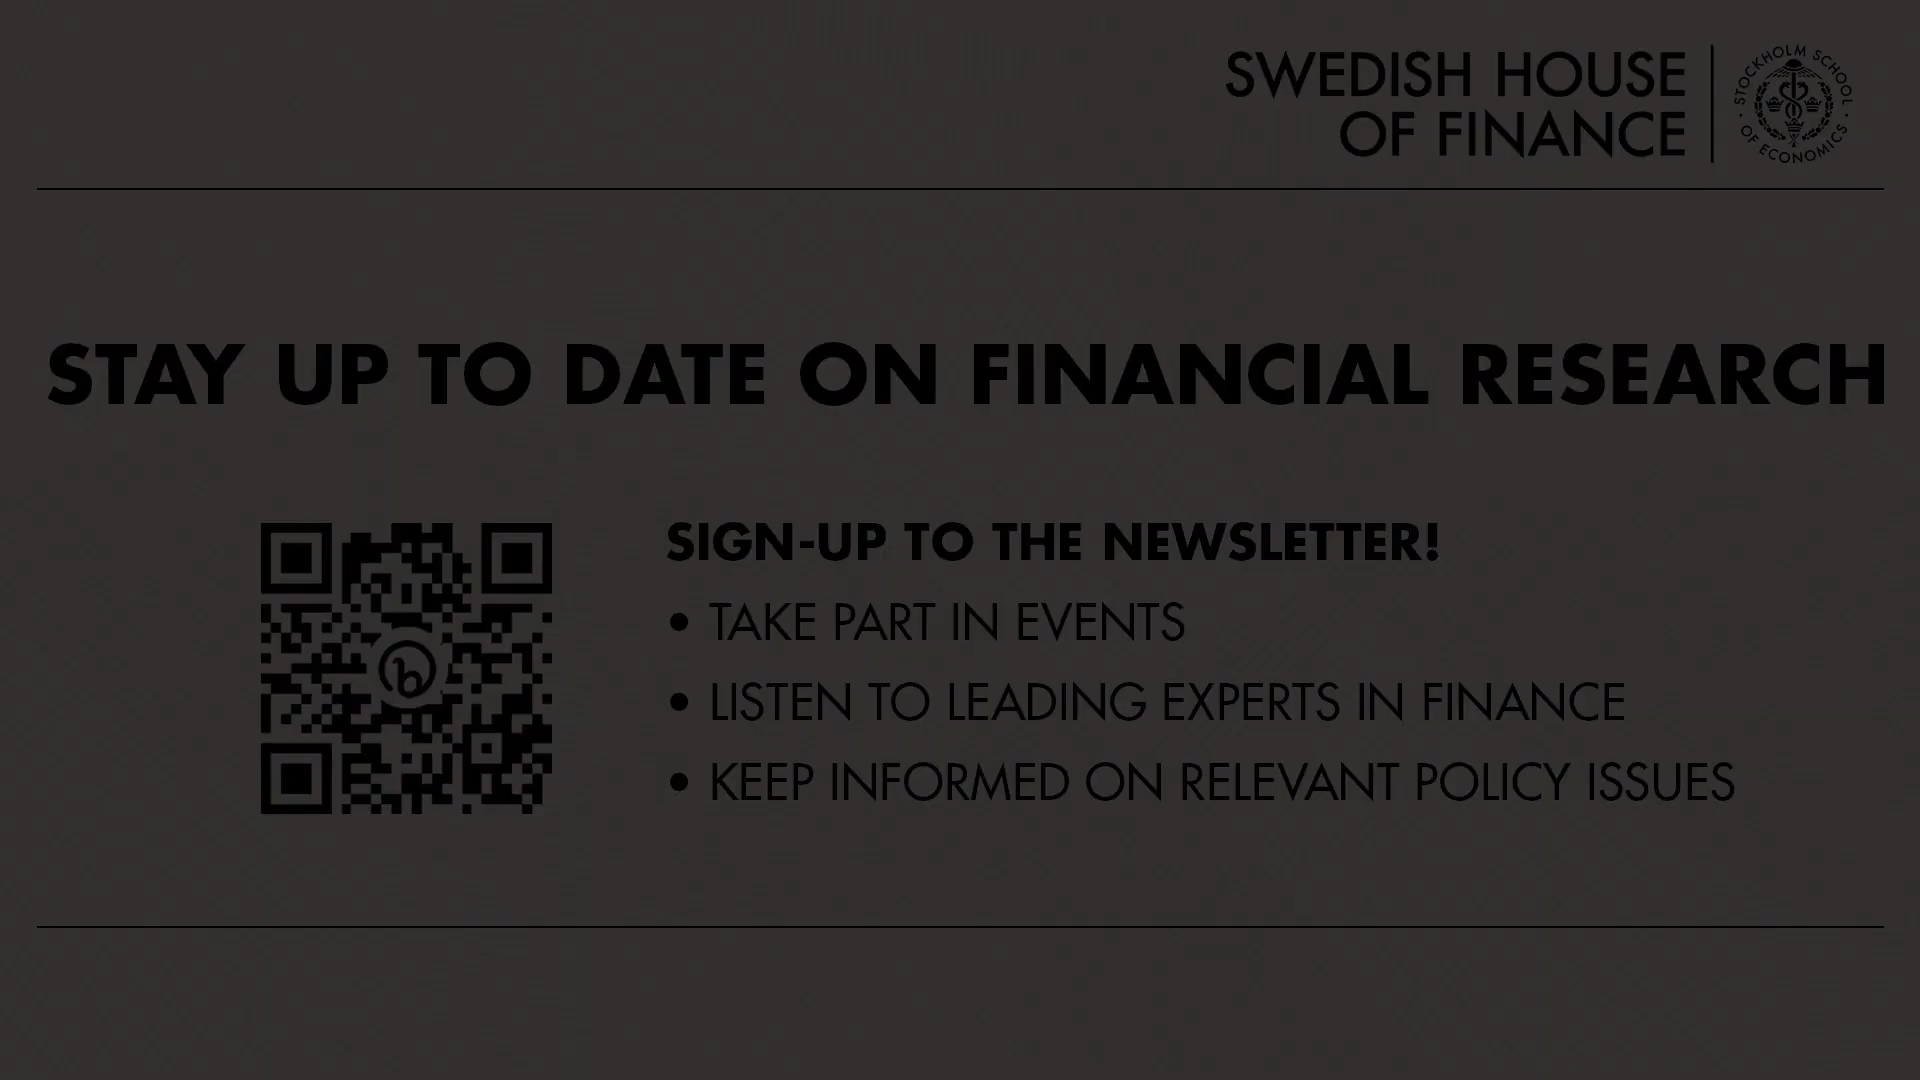 SWEDISH HOUSE
OF FINANCE
STOCKHOLM SCHOOL
· OF ECONOMICS ·
STAY UP TO DATE ON FINANCIAL RESEARCH
SIGN-UP TO THE NEWSLETTER!
• TAKE PART IN EVENTS
• LISTEN TO LEADING EXPERTS IN FINANCE
• KEEP INFORMED ON RELEVANT POLICY ISSUES
b